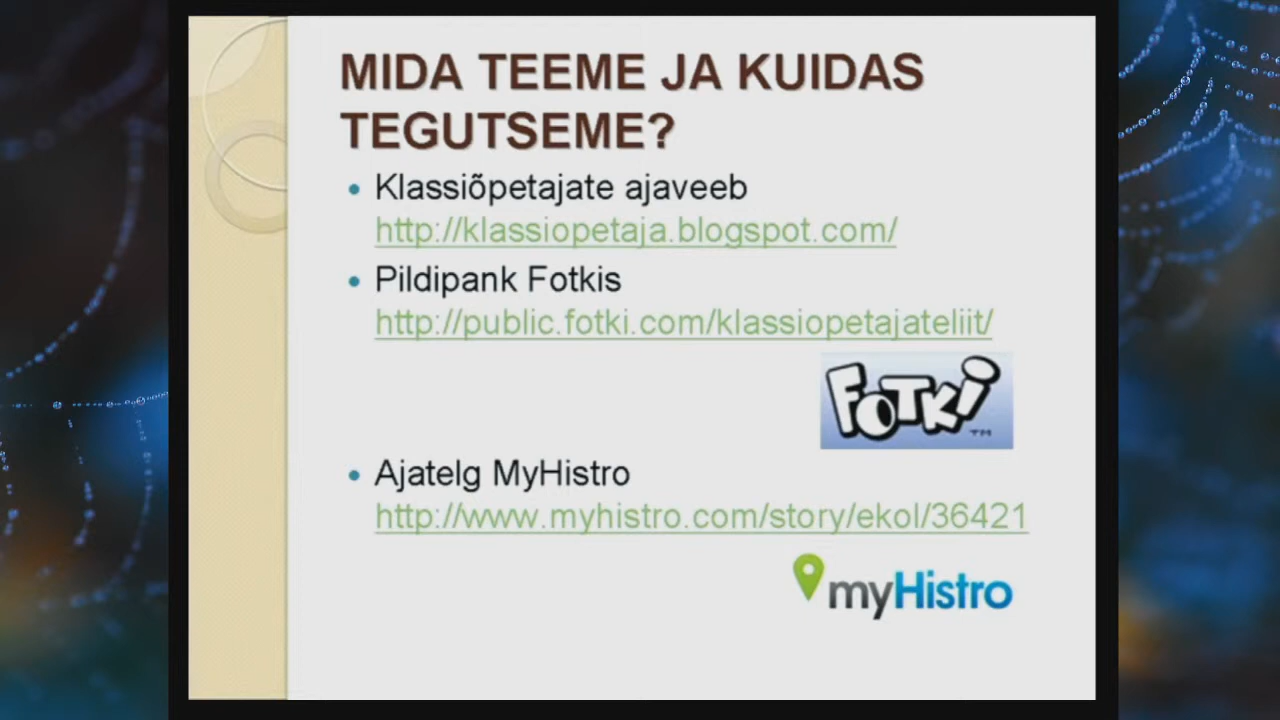 MIDA TEEME JA KUIDAS
TEGUTSEME?
Klassiõpetajate ajaveeb
http://klassiopetaja.blogspot.com/
Pildipank Fotkis
http://public.fotki.com/klassiopetajateliit/
FOTKI
TM
Ajatelg MyHistro
http://www.myhistro.com/story/ekol/36421
myHistro